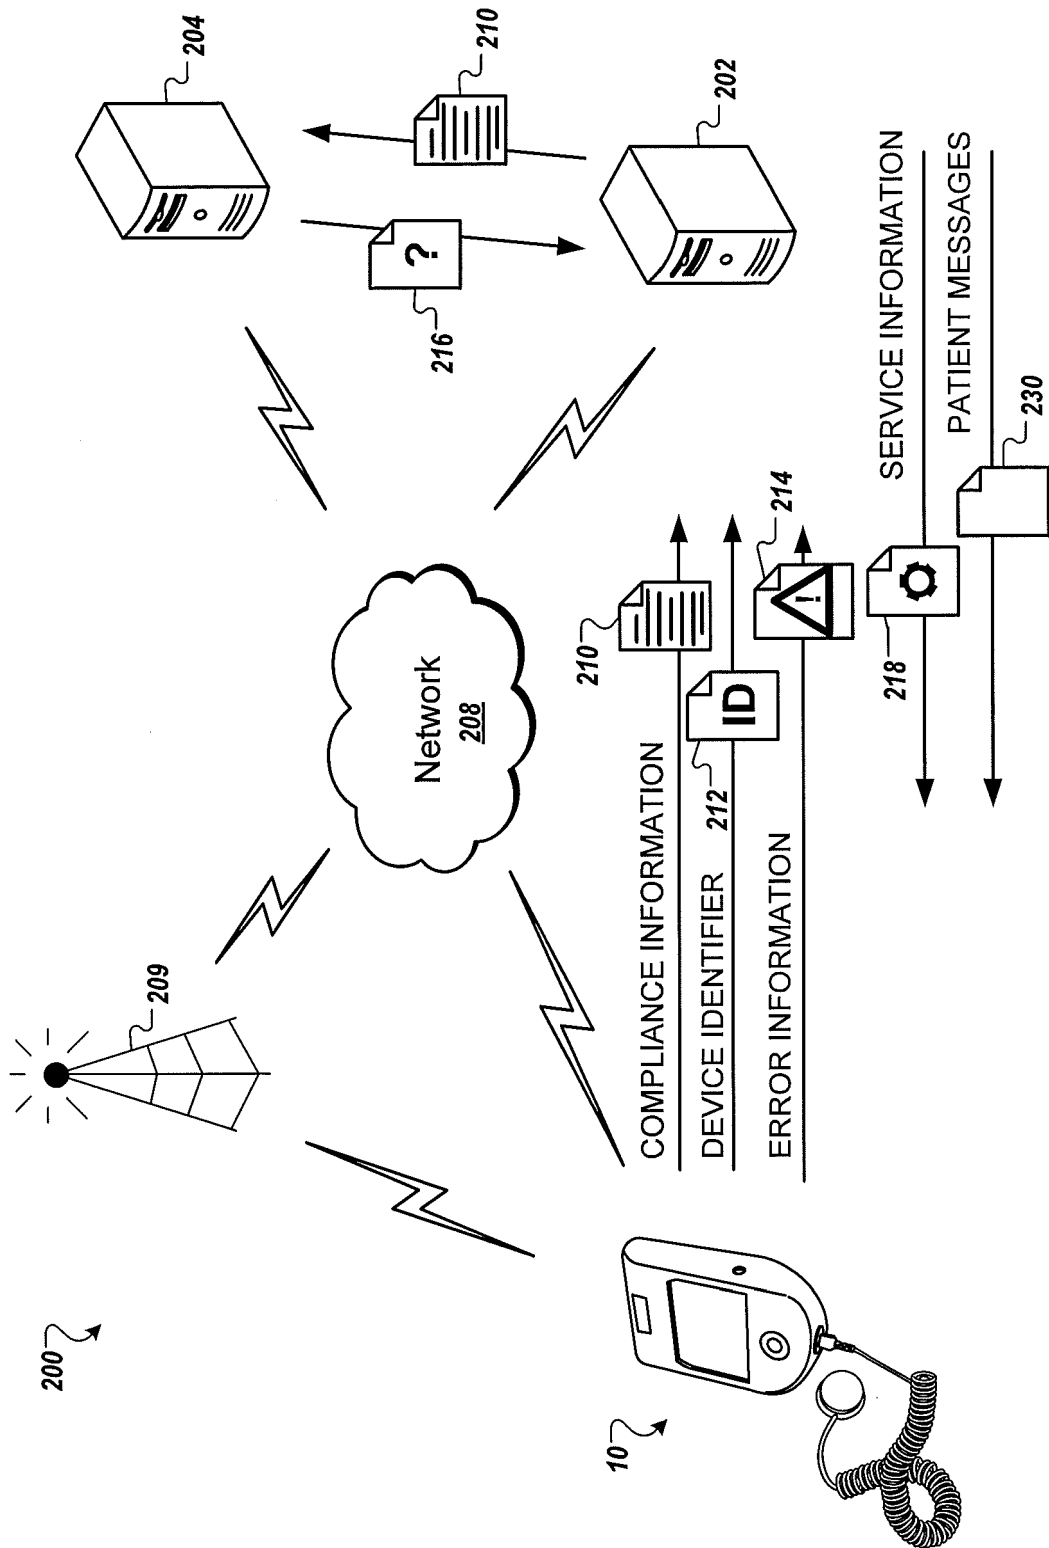 200
10
209
Network
208
204
210
216
202
COMPLIANCE INFORMATION
210
DEVICE IDENTIFIER
212
ID
ERROR INFORMATION
214
!
SERVICE INFORMATION
218
PATIENT MESSAGES
230
?